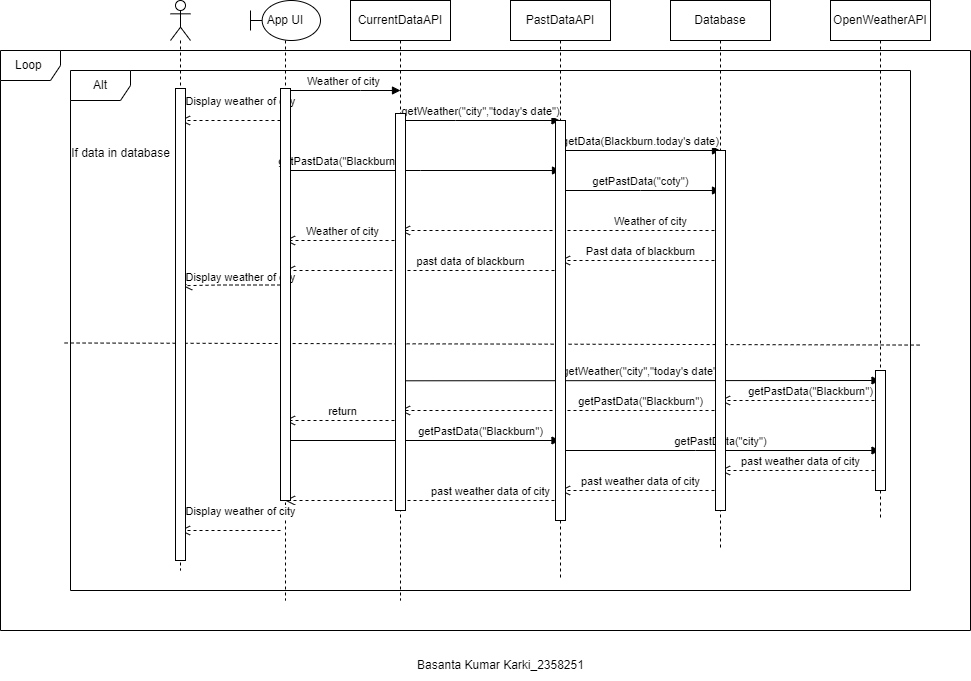 App UI
CurrentDataAPI
PastDataAPI
Database
OpenWeatherAPI
Loop
Alt
Weather of city
Display weather of city
getWeather("city","today's date")
getData(Blackburn.today's date)
If data in database
getPastData("Blackburn
getPastData("coty")
Weather of city
Weather of city
Past data of blackburn
past data of blackburn
Display weather of city
getWeather("city","today's date"
getPastData("Blackburn")
getPastData("Blackburn")
return
getPastData("Blackburn")
getPastData("city")
past weather data of city
past weather data of city
past weather data of city
Display weather of city
Basanta Kumar Karki_2358251